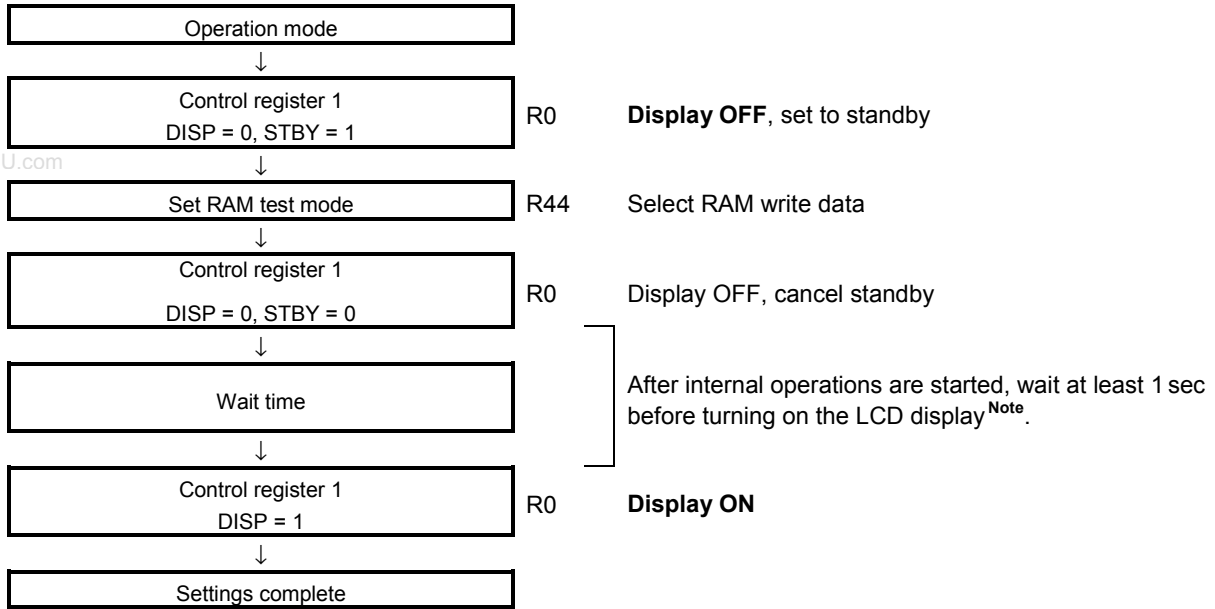 Operation mode
↓
Control register 1
DISP = 0, STBY = 1
R0 Display OFF, set to standby
U.com
↓
Set RAM test mode R44 Select RAM write data
↓
Control register 1
DISP = 0, STBY = 0
R0 Display OFF, cancel standby
↓
Wait time
After internal operations are started, wait at least 1 sec
before turning on the LCD display Note.
↓
Control register 1
DISP = 1
R0 Display ON
↓
Settings complete